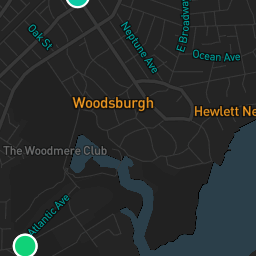 Oak St
Neptune Ave
E Broadway
Ocean Ave
Woodsburgh
Hewlett Ne
The Woodmere Club
Atlantic Ave